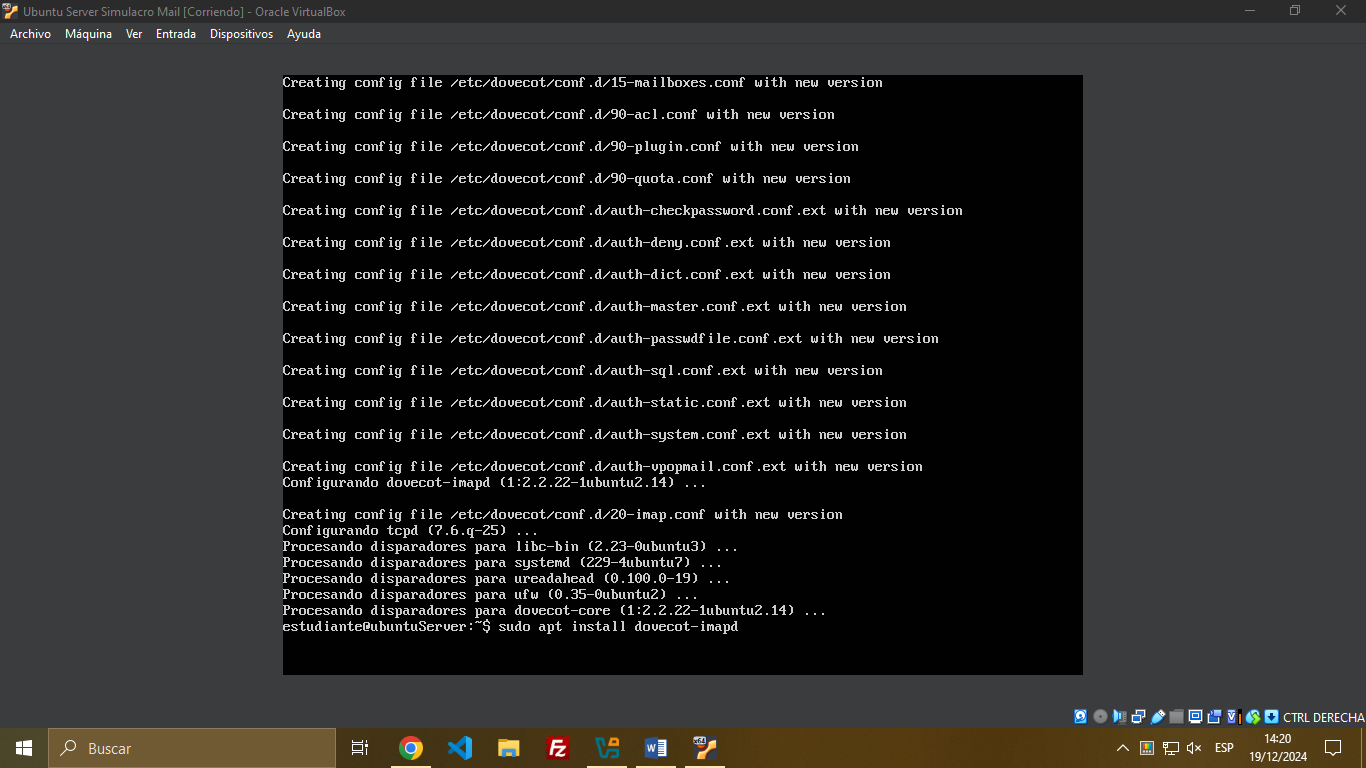 Ubuntu Server Simulacro Mail [Corriendo] - Oracle VirtualBox
Archivo Máquina Ver Entrada Dispositivos Ayuda
Creating config file /etc/dovecot/conf.d/15-mailboxes.conf with new version
Creating config file /etc/dovecot/conf.d/90-acl.conf with new version
Creating config file /etc/dovecot/conf.d/90-plugin.conf with new version
Creating config file /etc/dovecot/conf.d/90-quota.conf with new version
Creating config file /etc/dovecot/conf.d/auth-checkpassword.conf.ext with new version
Creating config file /etc/dovecot/conf.d/auth-deny.conf.ext with new version
Creating config file /etc/dovecot/conf.d/auth-dict.conf.ext with new version
Creating config file /etc/dovecot/conf.d/auth-master.conf.ext with new version
Creating config file /etc/dovecot/conf.d/auth-passwdfile.conf.ext with new version
Creating config file /etc/dovecot/conf.d/auth-sql.conf.ext with new version
Creating config file /etc/dovecot/conf.d/auth-static.conf.ext with new version
Creating config file /etc/dovecot/conf.d/auth-system.conf.ext with new version
Creating config file /etc/dovecot/conf.d/auth-vpopmail.conf.ext with new version
Configurando dovecot-imapd (1:2.2.22-1ubuntu2.14) ...
Creating config file /etc/dovecot/conf.d/20-imap.conf with new version
Configurando tcpd (7.6.q-25) ...
Procesando disparadores para libc-bin (2.23-0ubuntu3) ...
Procesando disparadores para systemd (229-4ubuntu7) ...
Procesando disparadores para ureadahead (0.100.0-19) ...
Procesando disparadores para ufw (0.35-0ubuntu2) ...
Procesando disparadores para dovecot-core (1:2.2.22-1ubuntu2.14) ...
estudiante@ubuntuServer:~$ sudo apt install dovecot-imapd
CTRL DERECHA
Buscar
ESP
14:20
19/12/2024